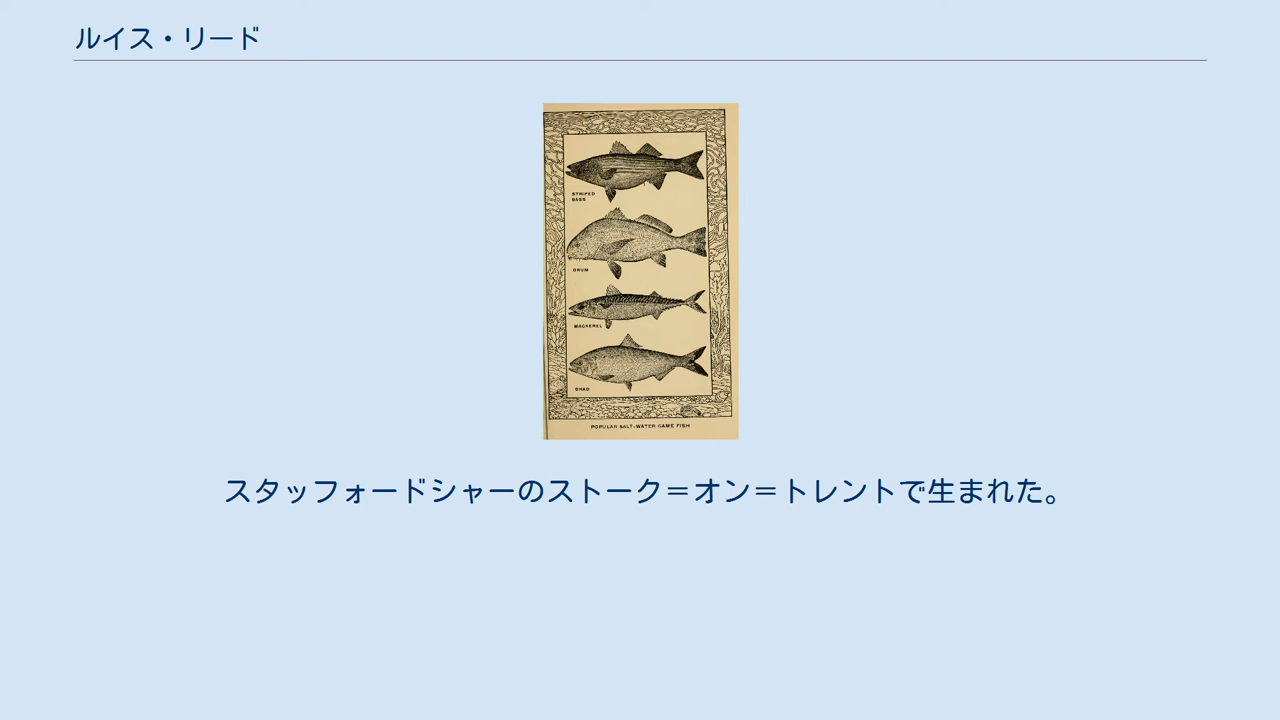 ルイス・リード
STRIPED
BASS
DRUM
MACKEREL
SHAD
POPULAR SALT-WATER GAME FISH
スタッフォードシャーのストーク＝オン＝トレントで生まれた。